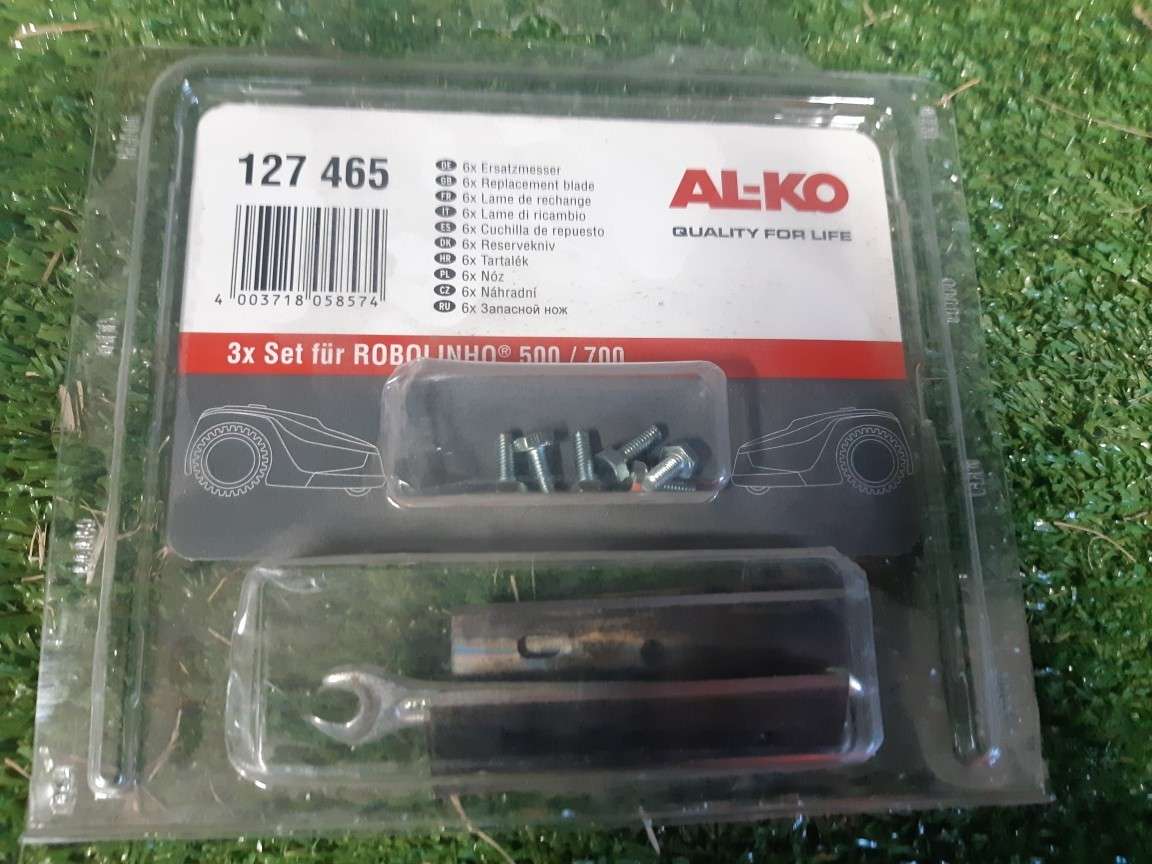 127 465
4 003718 058574
DE 6x Ersatzmesser
GB 6x Replacement blade
FR 6x Lame de rechange
IT 6x Lame di ricambio
ES 6x Cuchilla de repuesto
DK 6x Reservekniv
HR 6x Tartalék
PL 6x Nóz
CZ 6x Náhradní
RU 6x Запасной нож
AL-KO
QUALITY FOR LIFE
3x Set für ROBOLINHO® 500 / 700